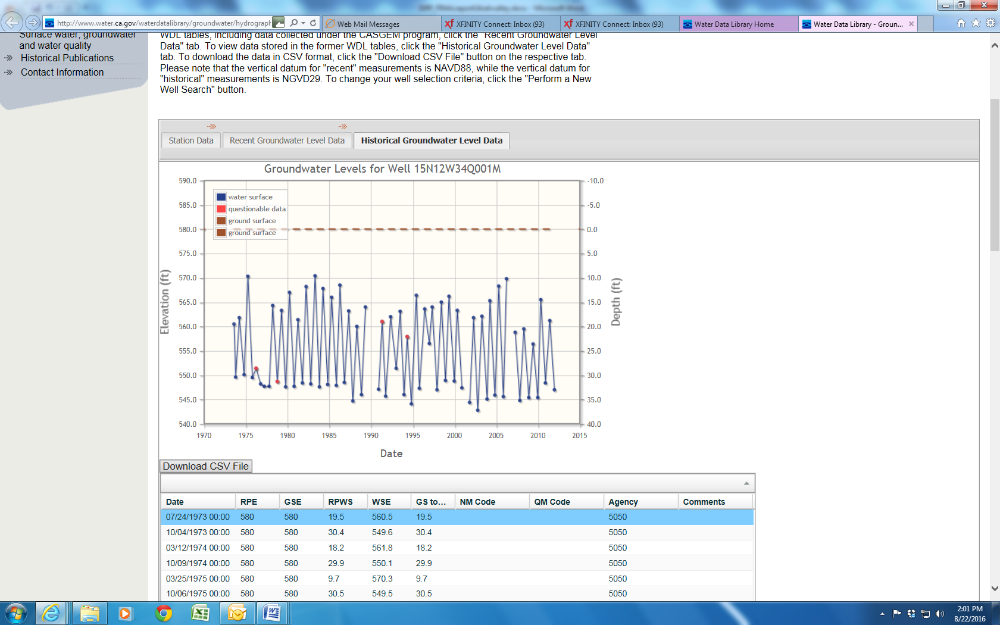 http://www.water.ca.gov/waterdatalibrary/groundwater/hydrograph
Web Mail Messages
XFINITY Connect: Inbox (93)
XFINITY Connect: Inbox (93)
Water Data Library Home
Water Data Library - Groun...
Surface water, groundwater
and water quality
Historical Publications
Contact Information
WDL tables, including data collected under the CASGEM program, click the "Recent Groundwater Level
Data" tab. To view data stored in the former WDL tables, click the "Historical Groundwater Level Data"
tab. To download the data in CSV format, click the "Download CSV File" button on the respective tab.
Please note that the vertical datum for "recent" measurements is NAVD88, while the vertical datum for
"historical" measurements is NGVD29. To change your well selection criteria, click the "Perform a New
Well Search" button.
Station Data
Recent Groundwater Level Data
Historical Groundwater Level Data
Groundwater Levels for Well 15N12W34Q001M
590.0
585.0
580.0
575.0
570.0
565.0
560.0
555.0
550.0
545.0
540.0
Elevation (ft)
water surface
questionable data
ground surface
ground surface
-10.0
-5.0
0.0
5.0
10.0
15.0
20.0
25.0
30.0
35.0
40.0
Depth (ft)
1970 1975 1980 1985 1990 1995 2000 2005 2010 2015
Date
Download CSV File
Date RPE GSE RPWS WSE GS to... NM Code QM Code Agency Comments
07/24/1973 00:00 580 580 19.5 560.5 19.5 5050
10/04/1973 00:00 580 580 30.4 549.6 30.4 5050
03/12/1974 00:00 580 580 18.2 561.8 18.2 5050
10/09/1974 00:00 580 580 29.9 550.1 29.9 5050
03/25/1975 00:00 580 580 9.7 570.3 9.7 5050
10/06/1975 00:00 580 580 30.5 549.5 30.5 5050
2:01 PM
8/22/2016